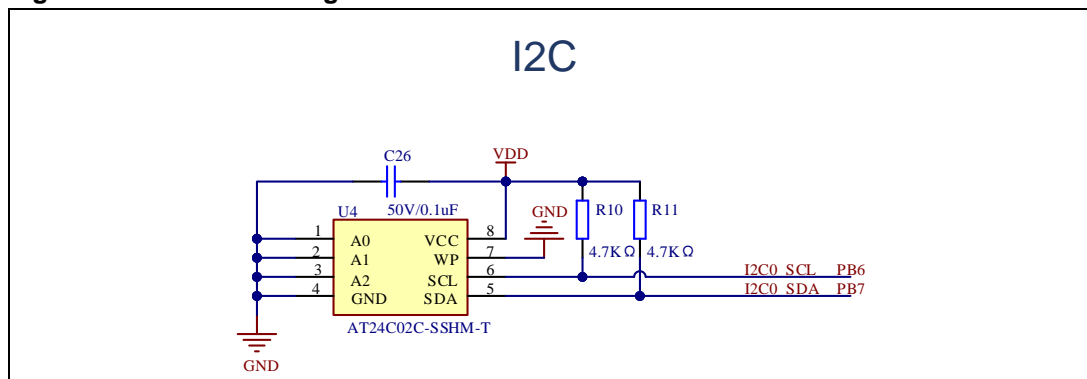 I2C
C26
VDD
U4
50V/0.1uF
GND
R10
R11
1
A0
VCC
8
2
A1
WP
7
4.7KΩ
4.7KΩ
3
A2
SCL
6
I2C0_SCL
PB6
4
GND
SDA
5
I2C0_SDA
PB7
AT24C02C-SSHM-T
GND